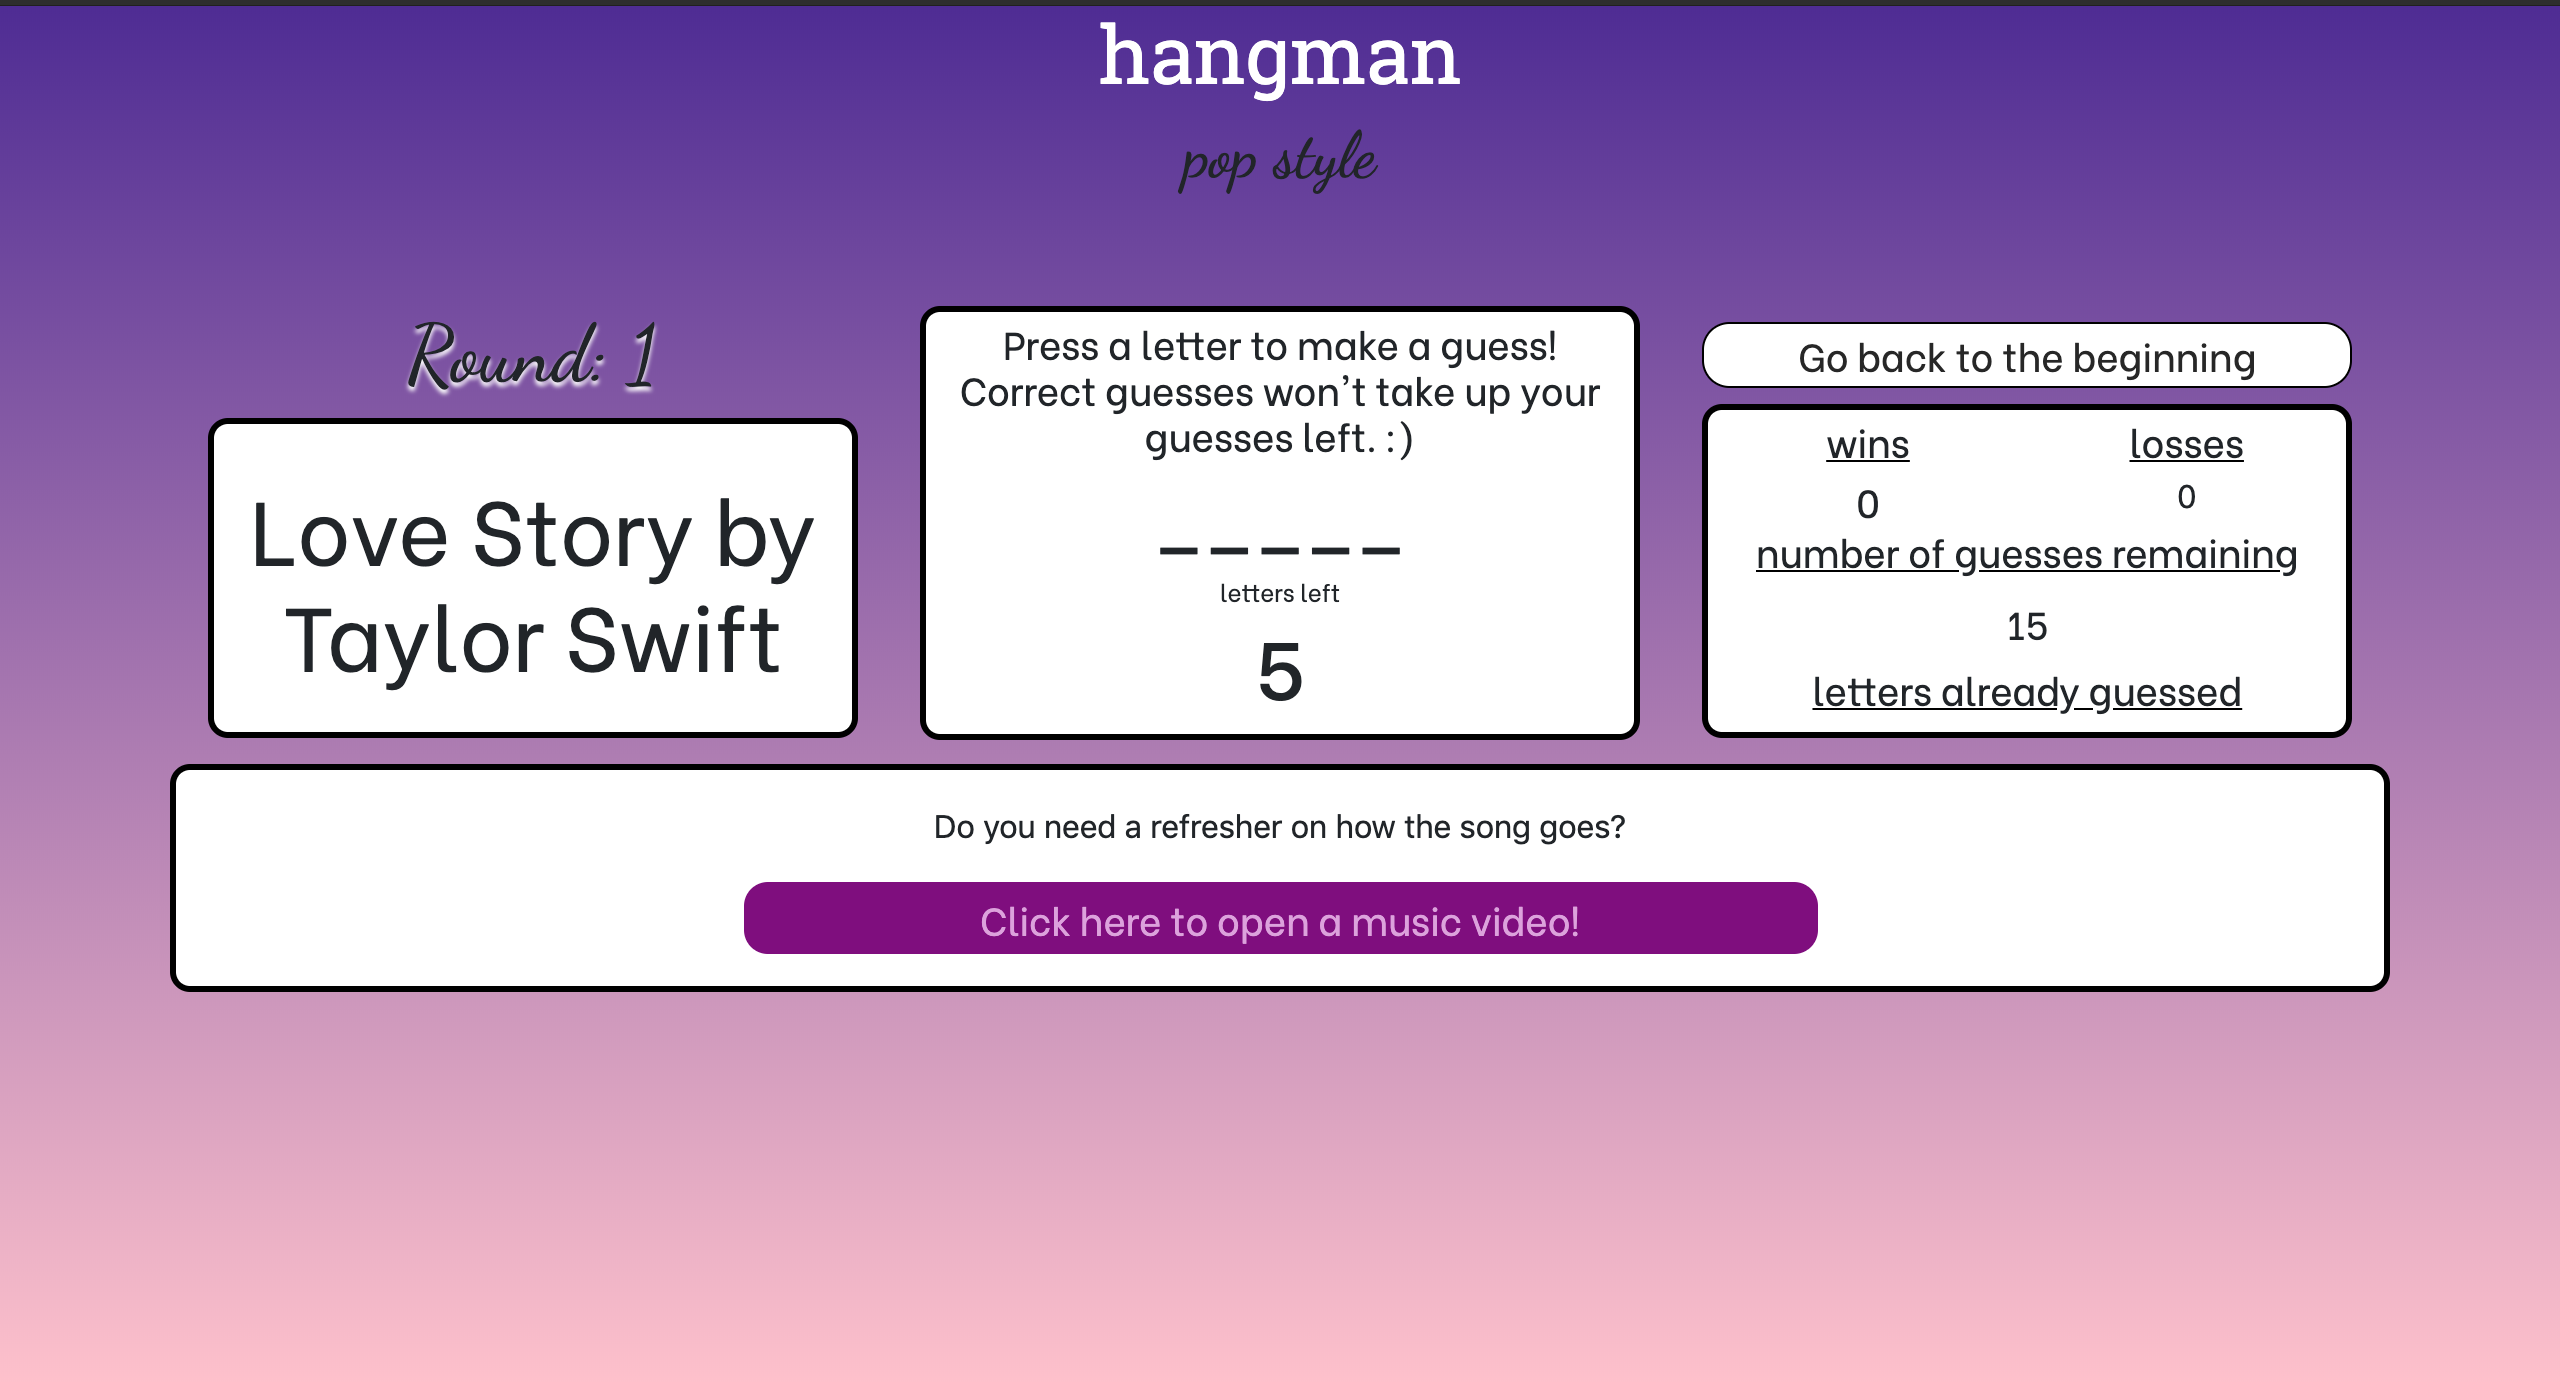 hangman
pop style
Round: 1
Love Story by
Taylor Swift
Press a letter to make a guess!
Correct guesses won't take up your
guesses left. :)
_ _ _ _ _
letters left
5
Go back to the beginning
wins losses
0 0
number of guesses remaining
15
letters already guessed
Do you need a refresher on how the song goes?
Click here to open a music video!